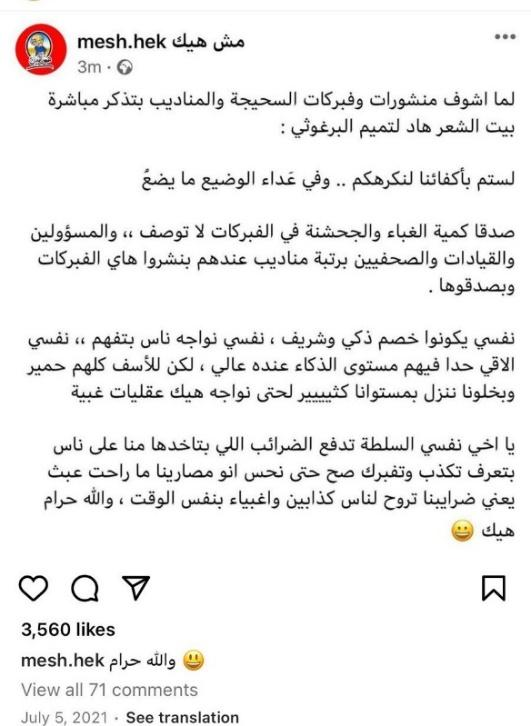 mesh.hek مش هيك
3m
لما اشوف منشورات وفبركات السحيجة والمناديب بتذكر مباشرة
بيت الشعر هاد لتميم البرغوثي :
لستم بأكفائنا لنكرهكم .. وفي عَداء الوضيع ما يضعُ
صدقا كمية الغباء والجحشنة في الفبركات لا توصف ،، والمسؤولين
والقيادات والصحفيين برتبة مناديب عندهم بنشروا هاي الفبركات
وبصدقوها .
نفسي يكونوا خصم ذكي وشريف ، نفسي نواجه ناس بتفهم ،، نفسي
الاقي حدا فيهم مستوى الذكاء عنده عالي ، لكن للأسف كلهم حمير
وبخلونا ننزل بمستوانا كثيييير لحتى نواجه هيك عقليات غبية
يا اخي نفسي السلطة تدفع الضرائب اللي بتاخدها منا على ناس
بتعرف تكذب وتفبرك صح حتى نحس انو مصارينا ما راحت عبث
يعني ضرايبنا تروح لناس كذابين واغبياء بنفس الوقت ، والله حرام
هيك 😀
3,560 likes
mesh.hek والله حرام 😃
View all 71 comments
July 5, 2021 · See translation